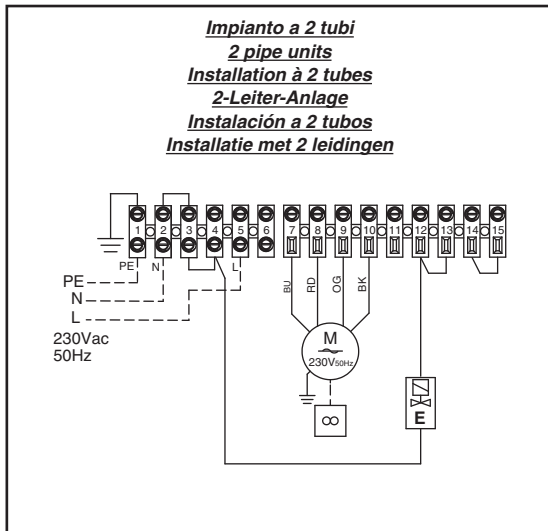 Impianto a 2 tubi
2 pipe units
Installation à 2 tubes
2-Leiter-Anlage
Instalación a 2 tubos
Installatie met 2 leidingen
1 2 3 4 5 6 7 8 9 10 11 12 13 14 15
PE N L
BU RD OG BK
PE
N
L
230Vac
50Hz
M
230V50Hz
E